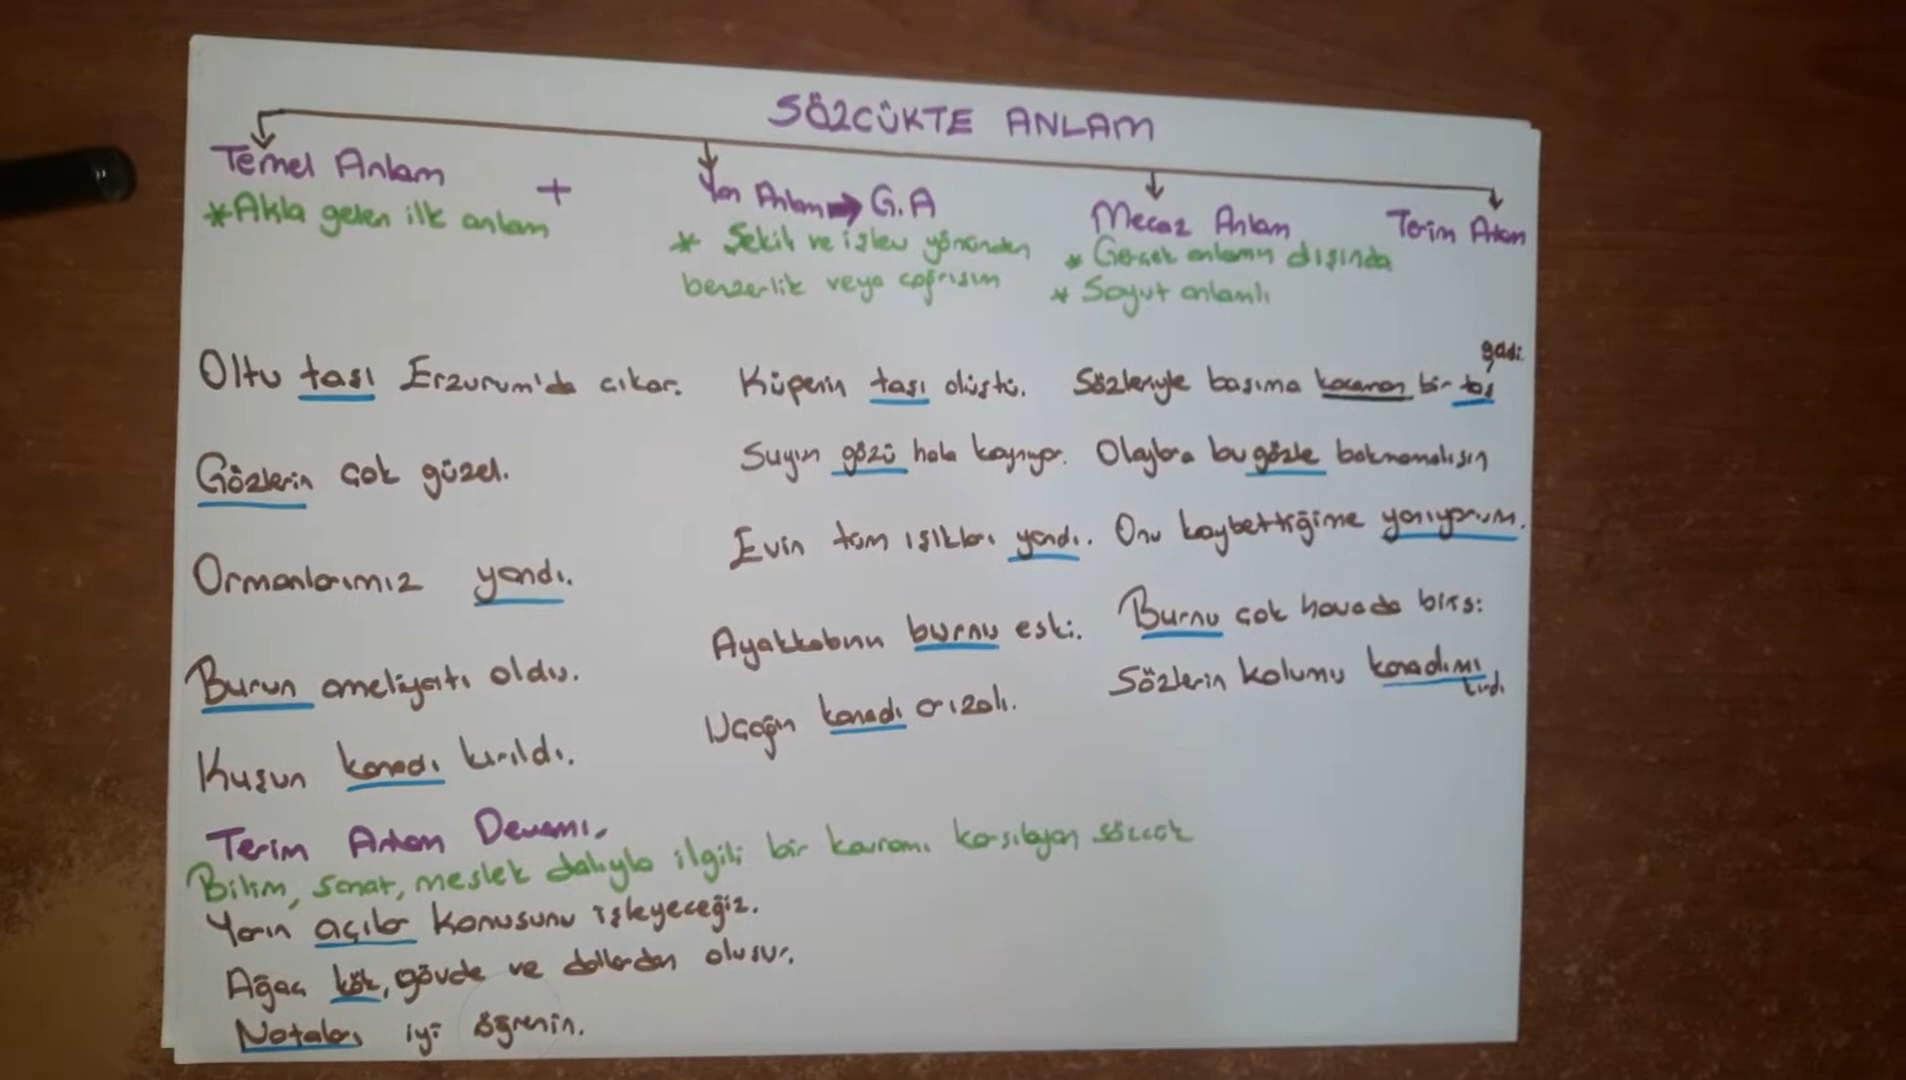 SÖZCÜKTE ANLAM
Temel Anlam
*Akla gelen ilk anlam
+
Yan Anlam → G.A
* Şekil ve işlev yönünden
benzerlik veya çağrışım
Mecaz Anlam
* Gerçek anlamın dışında
* Soyut anlamlı
Terim Anlam
Oltu taşı Erzurum'da çıkar.
Gözlerin çok güzel.
Ormanlarımız yandı.
Burun ameliyatı oldu.
Kuşun kanadı kırıldı.
Küpenin taşı düştü.
Suyun gözü hala kaynıyor.
Evin tüm ışıkları yandı.
Ayakkabının burnu eski.
Uçağın kanadı arızalı.
Sözleriyle başıma kocaman bir taş
Olaylara bu gözle bakmamalısın
Onu kaybettiğime yanıyorum.
Burnu çok havada birisi
Sözlerin kolumu kanadımı
kırdı.
Terim Anlam Devamı.
Bilim, sanat, meslek dalıyla ilgili bir kavramı karşılayan sözcük
Yarın açılar konusunu işleyeceğiz.
Ağaç kök, gövde ve dallardan oluşur.
Notaları iyi öğrenin.